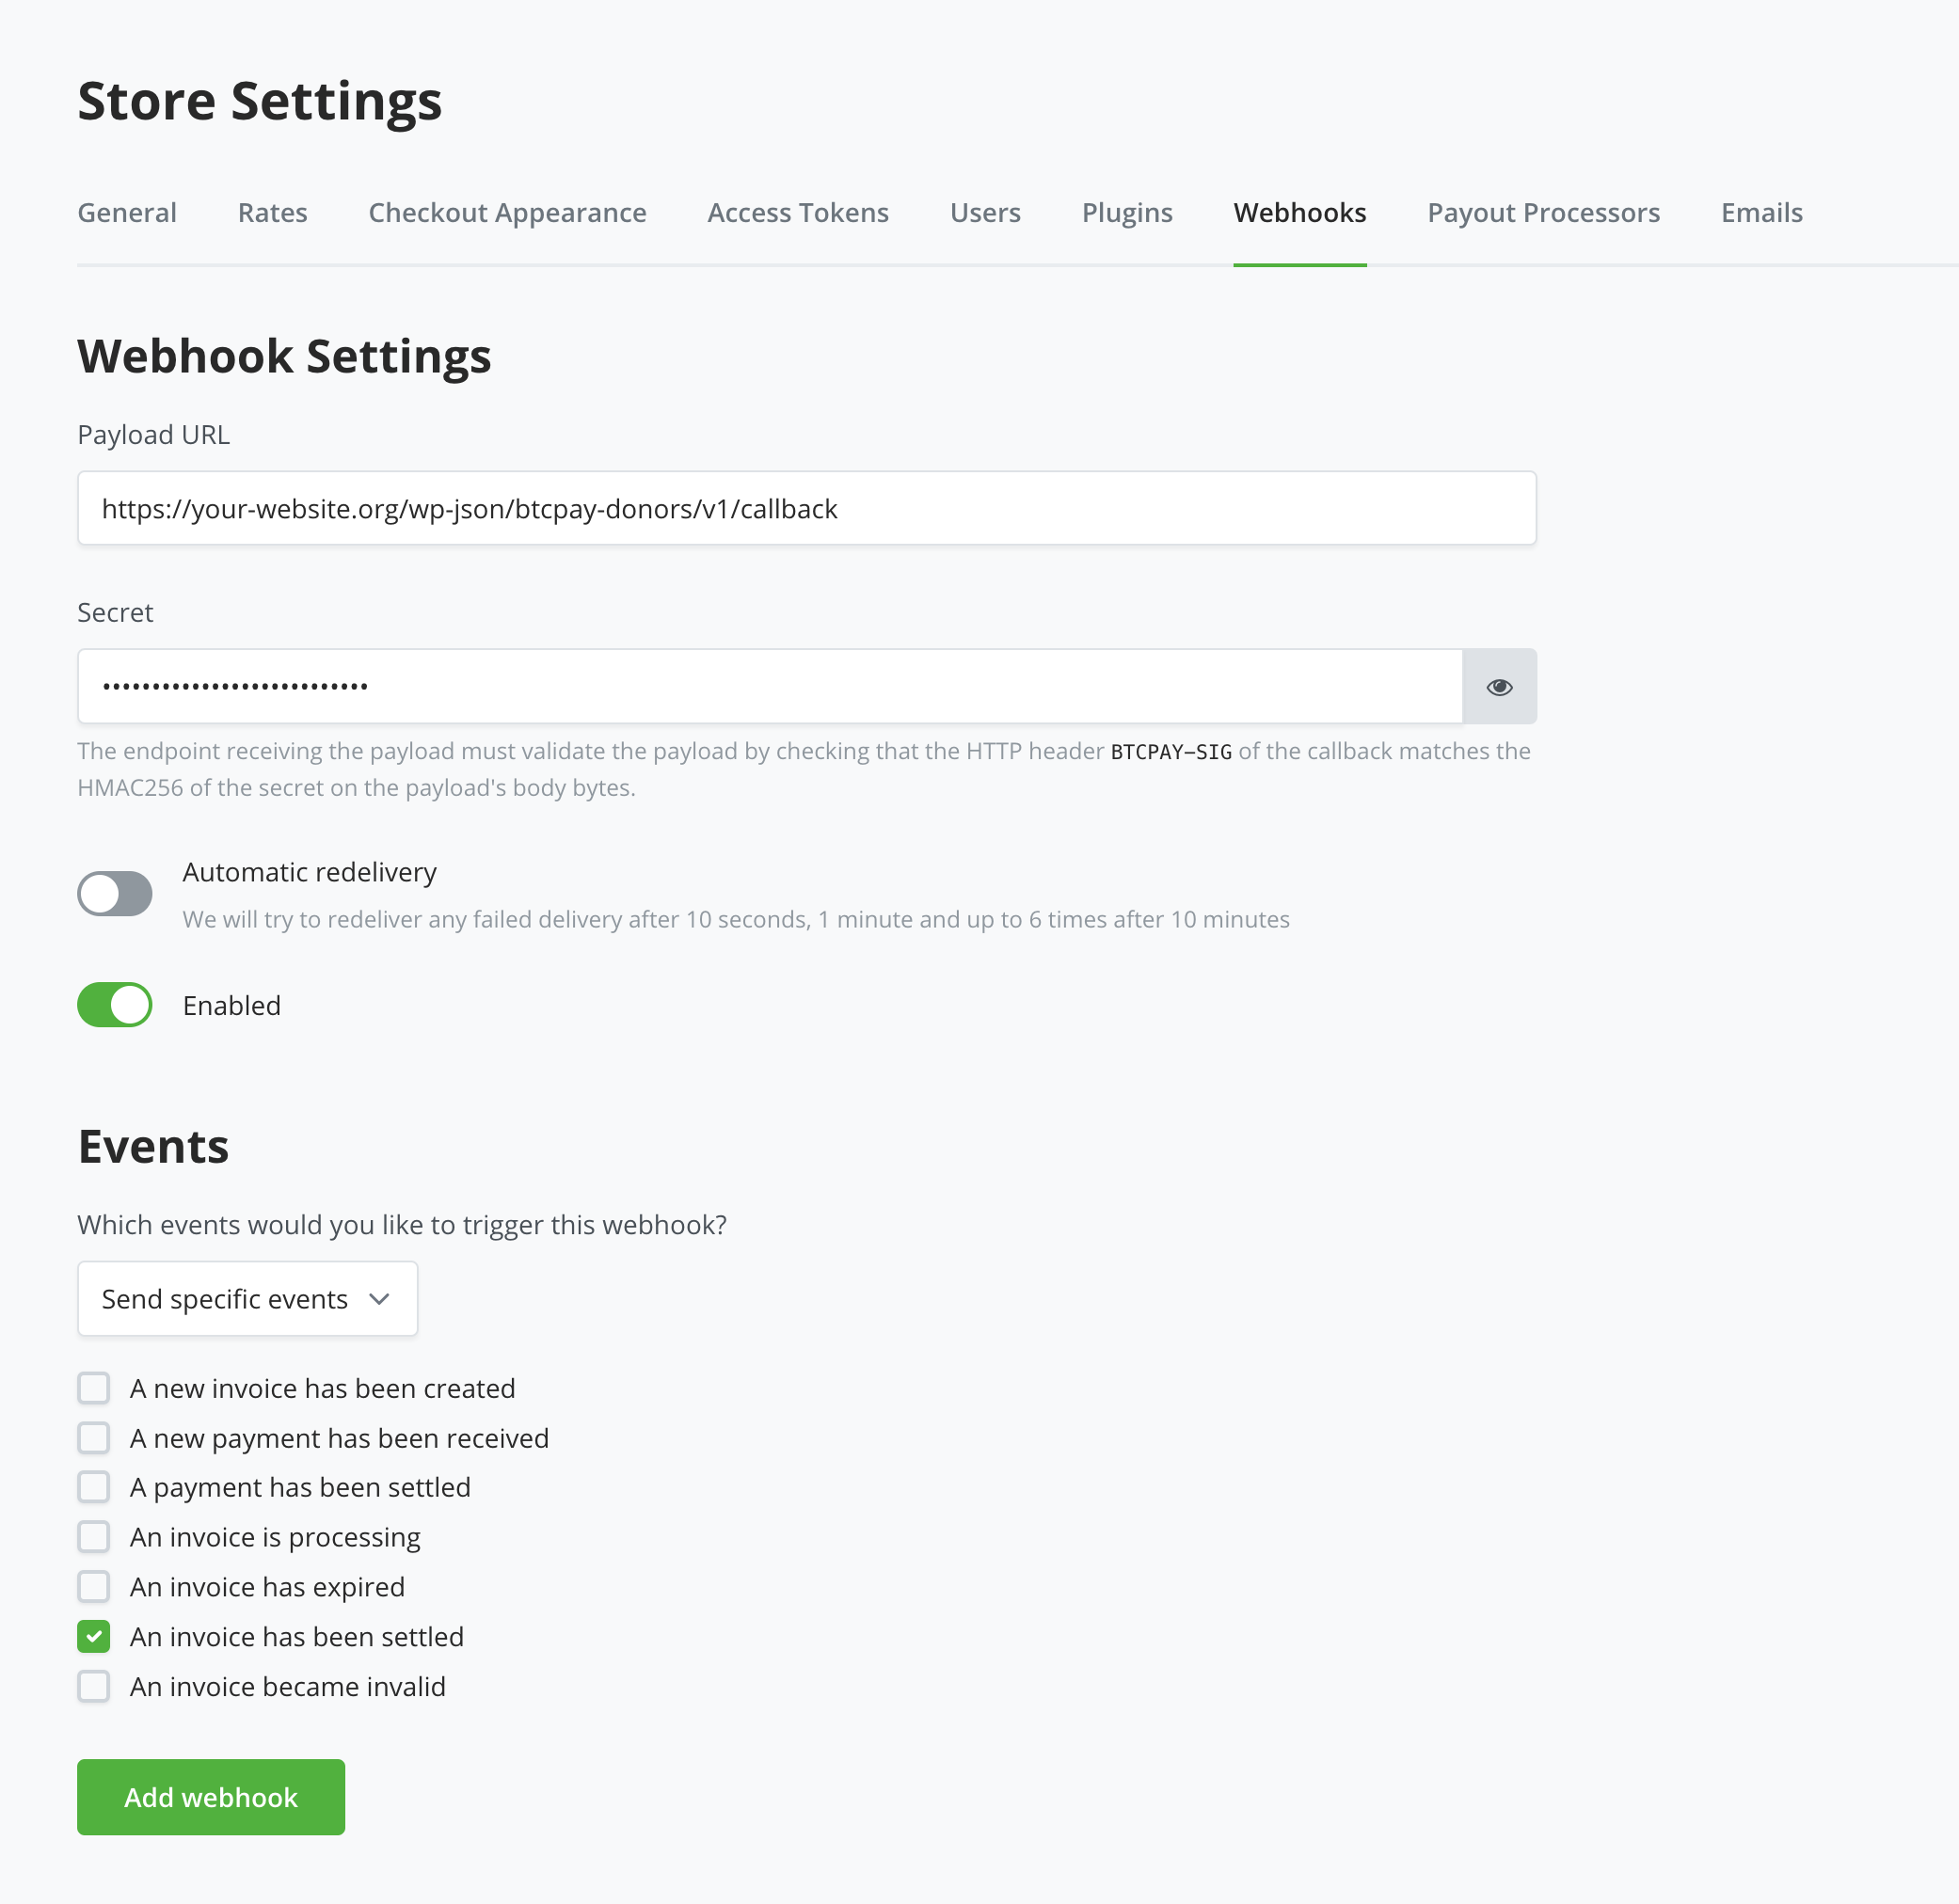 Store Settings
General Rates Checkout Appearance Access Tokens Users Plugins Webhooks Payout Processors Emails
Webhook Settings
Payload URL
https://your-website.org/wp-json/btcpay-donors/v1/callback
Secret
•••••••••••••••••••••••••••
The endpoint receiving the payload must validate the payload by checking that the HTTP header BTCPAY-SIG of the callback matches the
HMAC256 of the secret on the payload's body bytes.
Automatic redelivery
We will try to redeliver any failed delivery after 10 seconds, 1 minute and up to 6 times after 10 minutes
Enabled
Events
Which events would you like to trigger this webhook?
Send specific events
A new invoice has been created
A new payment has been received
A payment has been settled
An invoice is processing
An invoice has expired
An invoice has been settled
An invoice became invalid
Add webhook